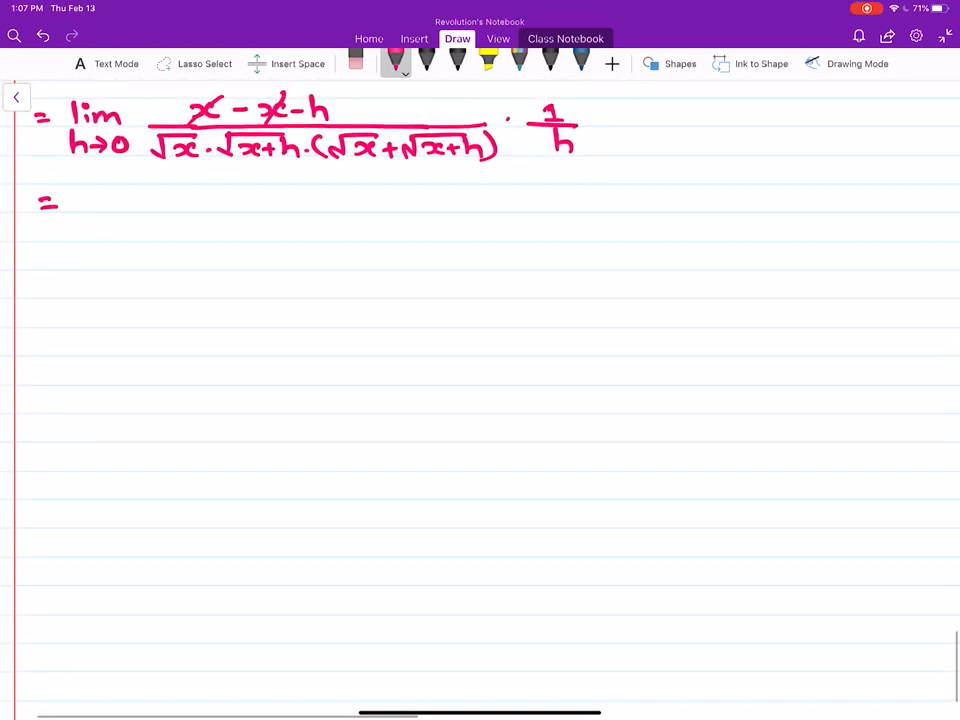 1:07 PM Thu Feb 13
71%
Revolution's Notebook
Home Insert Draw View Class Notebook
A Text Mode Lasso Select Insert Space Shapes Ink to Shape Drawing Mode
= lim x - x - h / √x · √x+h · (√x + √x+h) · 1 / h
h→0
=